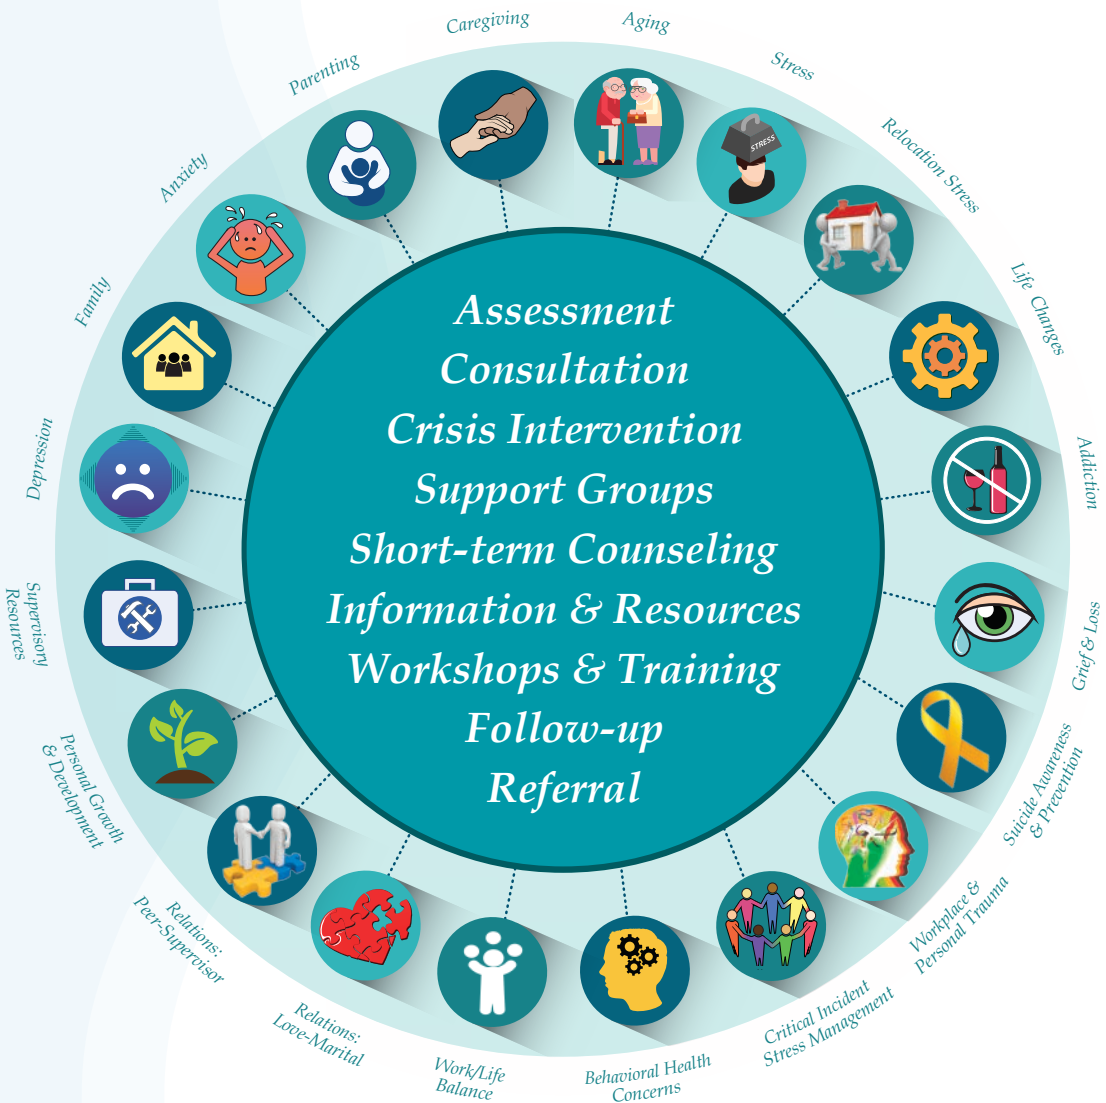 Caregiving
Aging
Stress
Relocation Stress
Life Changes
Addiction
Grief & Loss
Suicide Awareness
& Prevention
Workplace &
Personal Trauma
Critical Incident
Stress Management
Behavioral Health
Concerns
Work/Life
Balance
Relations:
Love-Marital
Relations:
Peer-Supervisor
Personal Growth
& Development
Supervisory
Resources
Depression
Family
Anxiety
Parenting
STRESS
Assessment
Consultation
Crisis Intervention
Support Groups
Short-term Counseling
Information & Resources
Workshops & Training
Follow-up
Referral